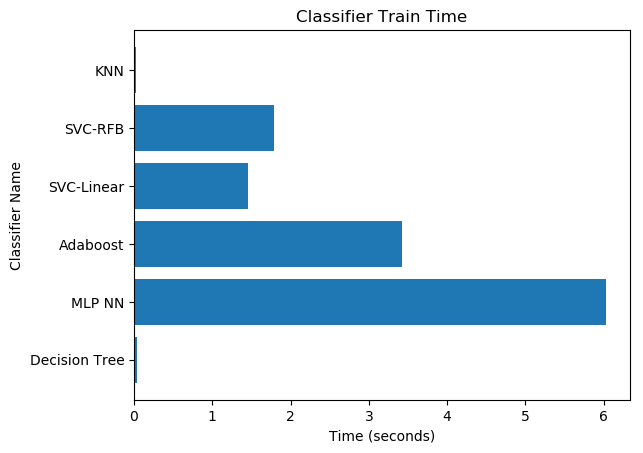 Classifier Train Time
Classifier Name
KNN
SVC-RFB
SVC-Linear
Adaboost
MLP NN
Decision Tree
0 1 2 3 4 5 6
Time (seconds)